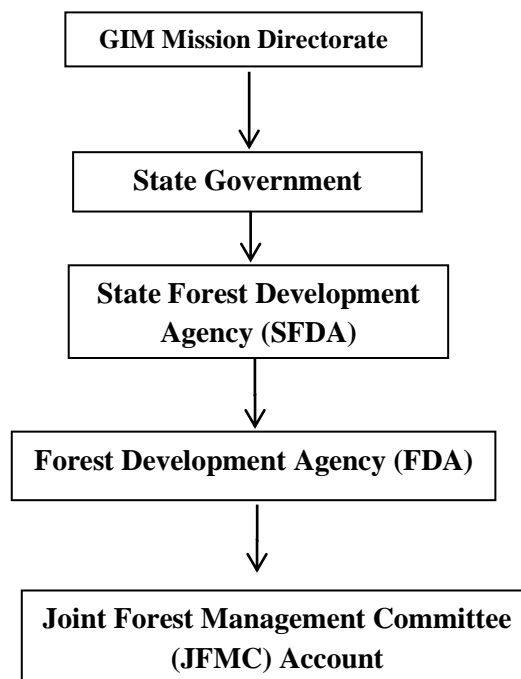 GIM Mission Directorate
State Government
State Forest Development
Agency (SFDA)
Forest Development Agency (FDA)
Joint Forest Management Committee
(JFMC) Account